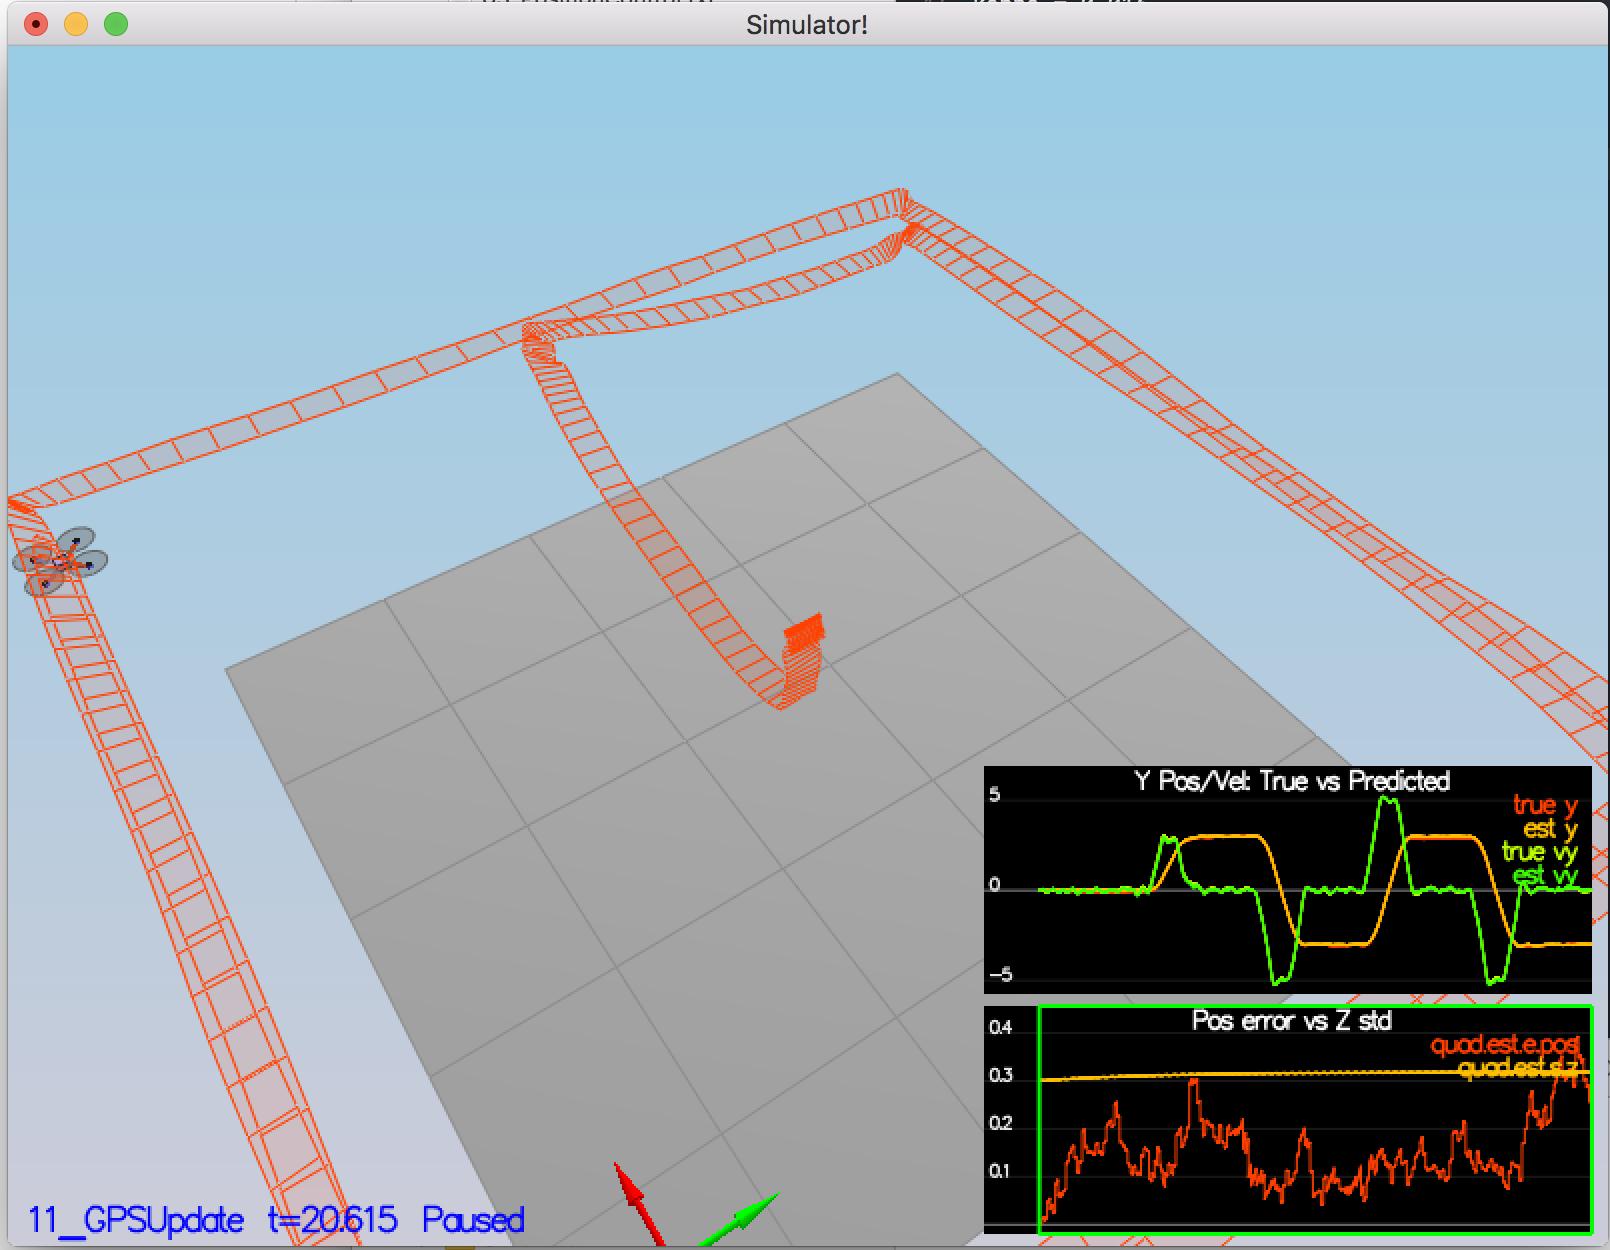 Simulator!
Y Pos/Vel: True vs Predicted
5
true y
est y
true vy
est vy
0
-5
Pos error vs Z std
0.4
quad.est.e.pos
0.3
quad.est.s.z
0.2
0.1
11_GPSUpdate t=20.615 Paused